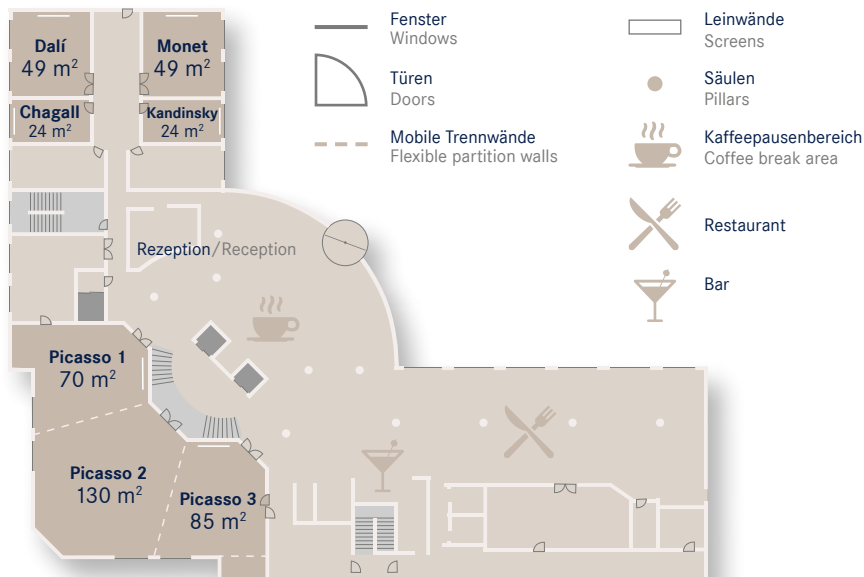 Dalí
49 m²
Monet
49 m²
Chagall
24 m²
Kandinsky
24 m²
Rezeption/Reception
Picasso 1
70 m²
Picasso 2
130 m²
Picasso 3
85 m²
Fenster
Windows
Türen
Doors
Mobile Trennwände
Flexible partition walls
Leinwände
Screens
Säulen
Pillars
Kaffeepausenbereich
Coffee break area
Restaurant
Bar